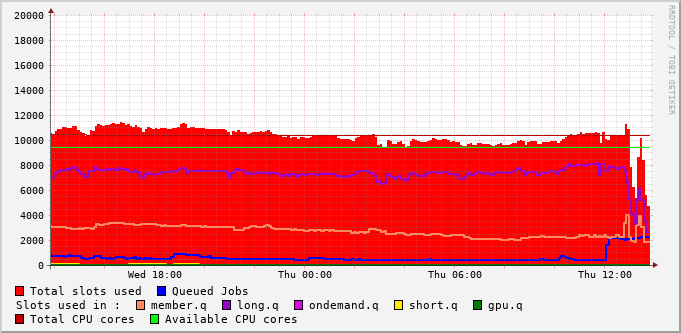 20000
18000
16000
14000
12000
10000
8000
6000
4000
2000
0
Wed 18:00 Thu 00:00 Thu 06:00 Thu 12:00
Total slots used Queued Jobs
Slots used in : member.q long.q ondemand.q short.q gpu.q
Total CPU cores Available CPU cores
RRDTOOL / TOBI OETIKER